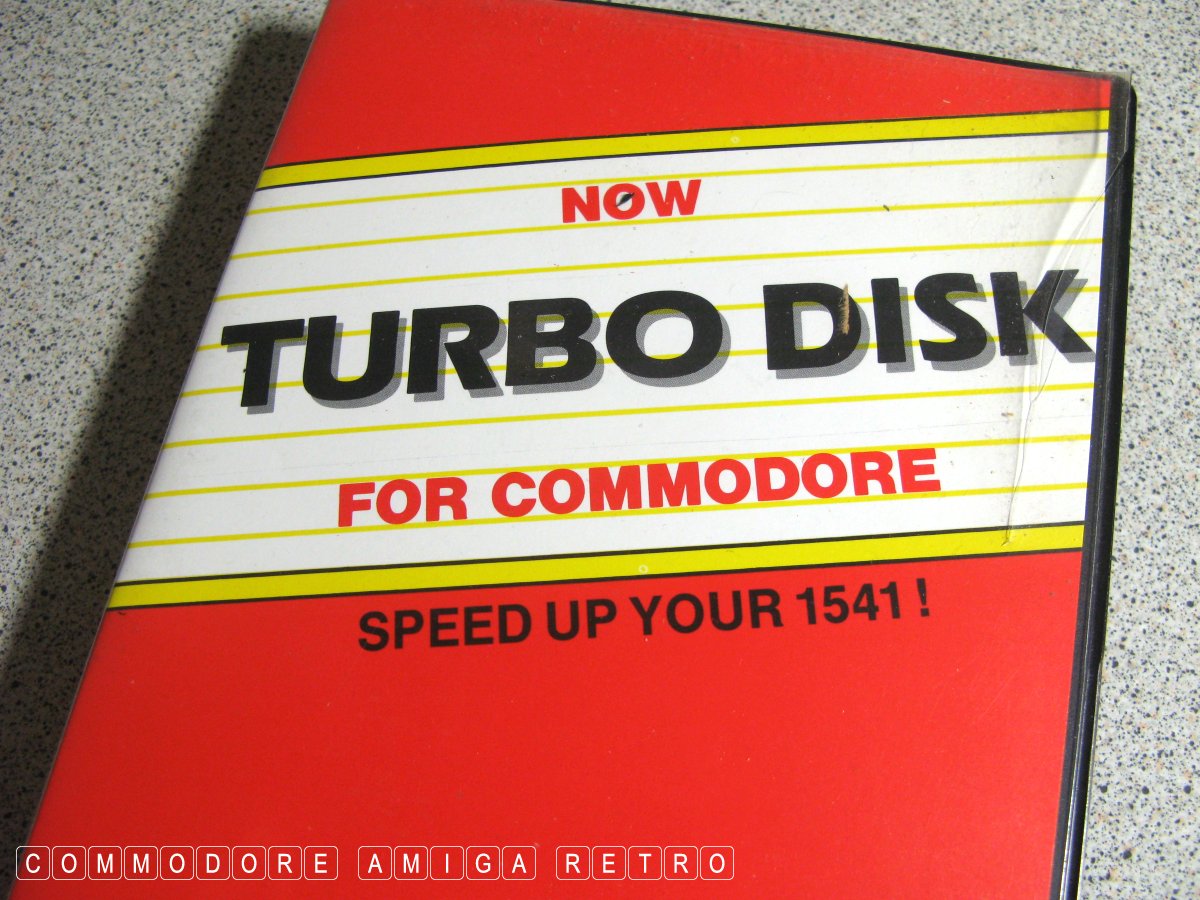 NOW
TURBO DISK
FOR COMMODORE
SPEED UP YOUR 1541!
COMMODORE AMIGA RETRO